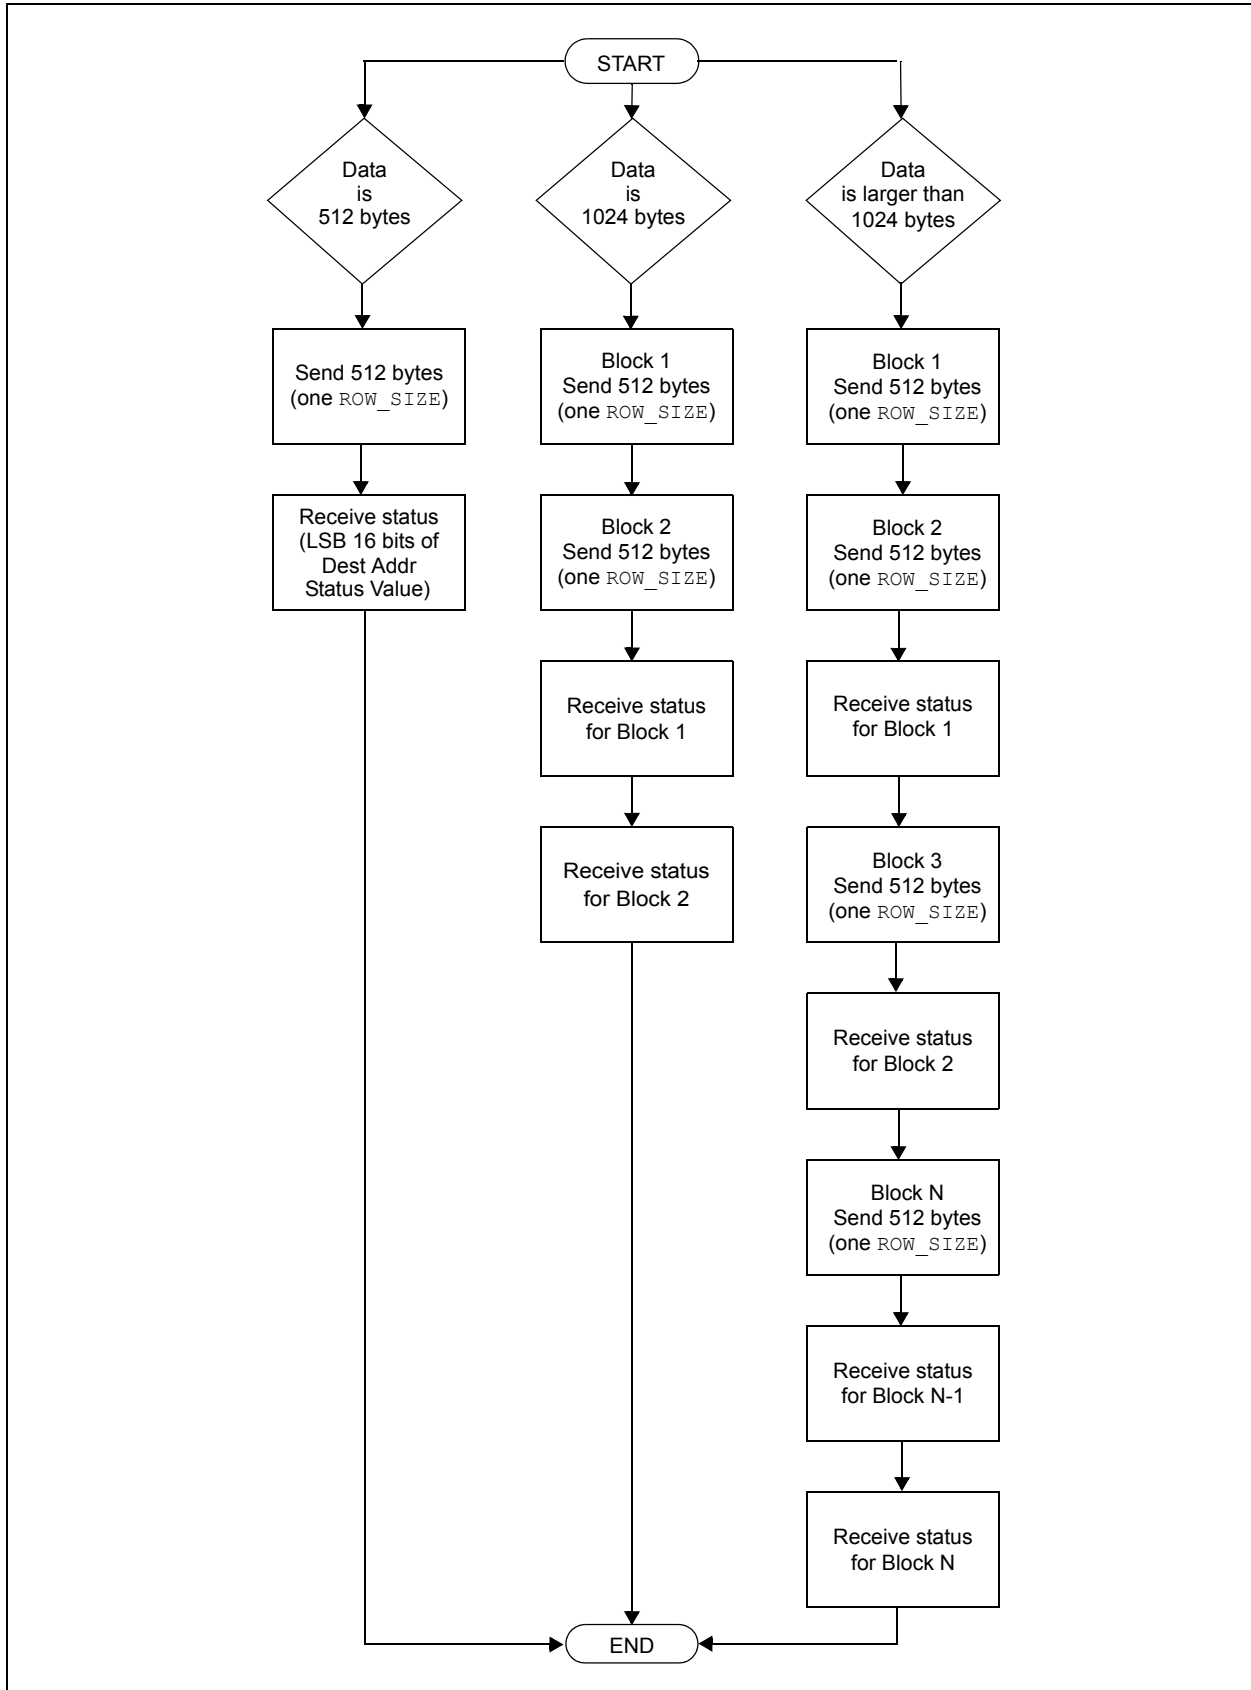 START
Data
is
512 bytes
Data
is
1024 bytes
Data
is larger than
1024 bytes
Send 512 bytes
(one ROW_SIZE)
Receive status
(LSB 16 bits of
Dest Addr
Status Value)
Block 1
Send 512 bytes
(one ROW_SIZE)
Block 2
Send 512 bytes
(one ROW_SIZE)
Receive status
for Block 1
Receive status
for Block 2
Block 1
Send 512 bytes
(one ROW_SIZE)
Block 2
Send 512 bytes
(one ROW_SIZE)
Receive status
for Block 1
Block 3
Send 512 bytes
(one ROW_SIZE)
Receive status
for Block 2
Block N
Send 512 bytes
(one ROW_SIZE)
Receive status
for Block N-1
Receive status
for Block N
END